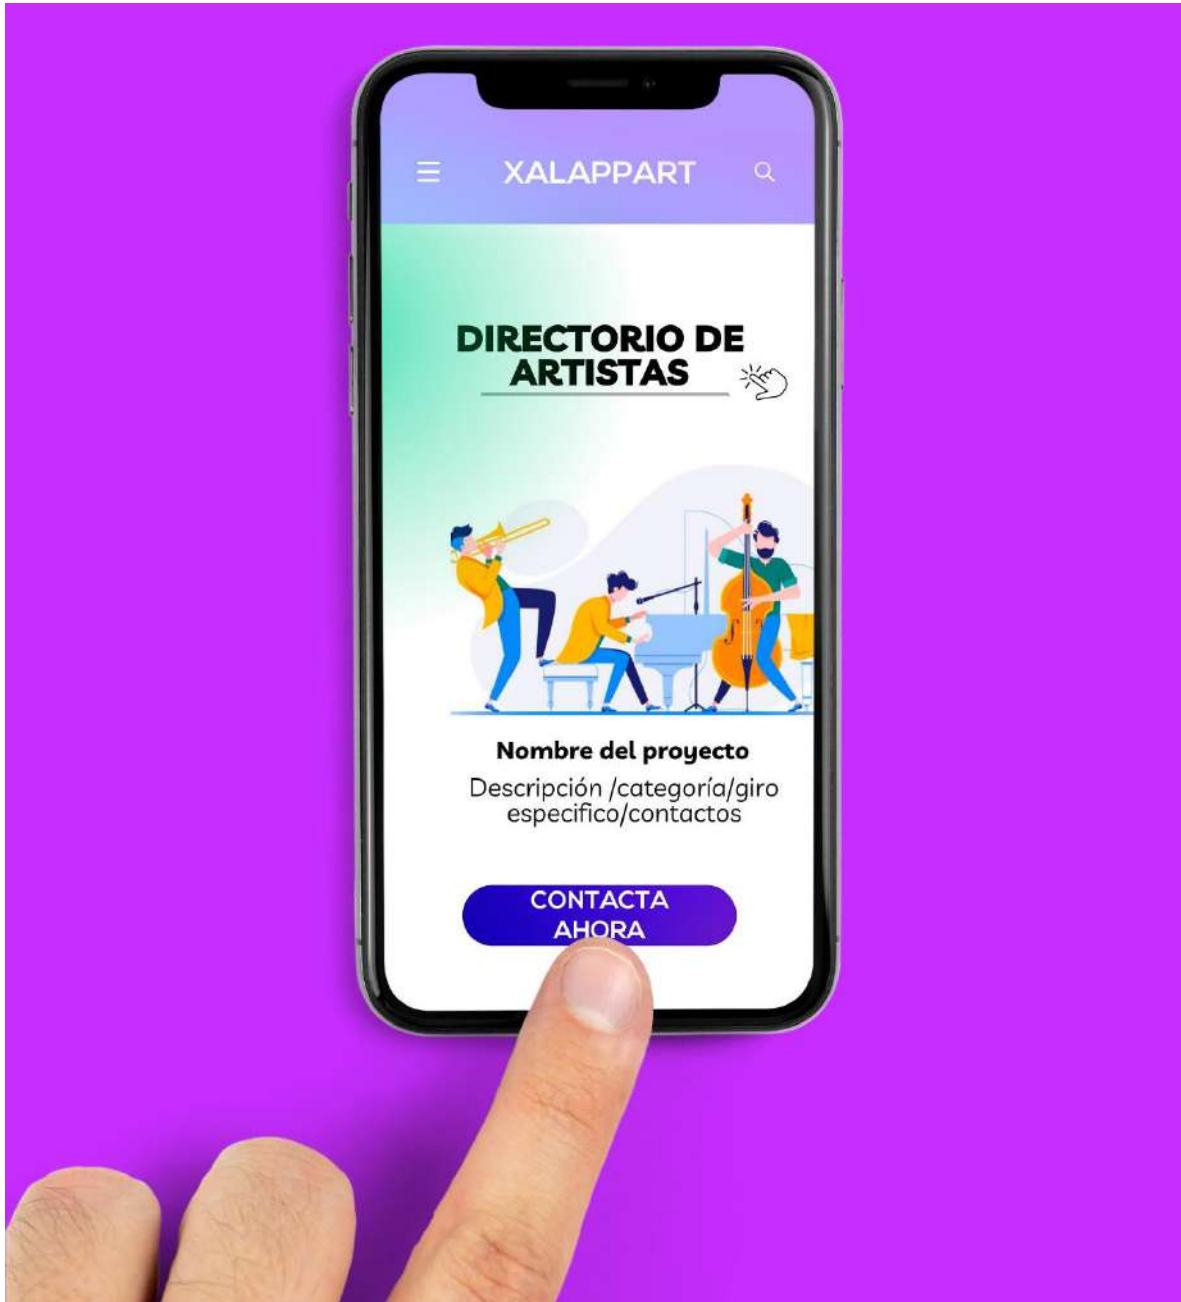 XALAPPART
DIRECTORIO DE
ARTISTAS
Nombre del proyecto
Descripción /categoría/giro
especifico/contactos
CONTACTA
AHORA